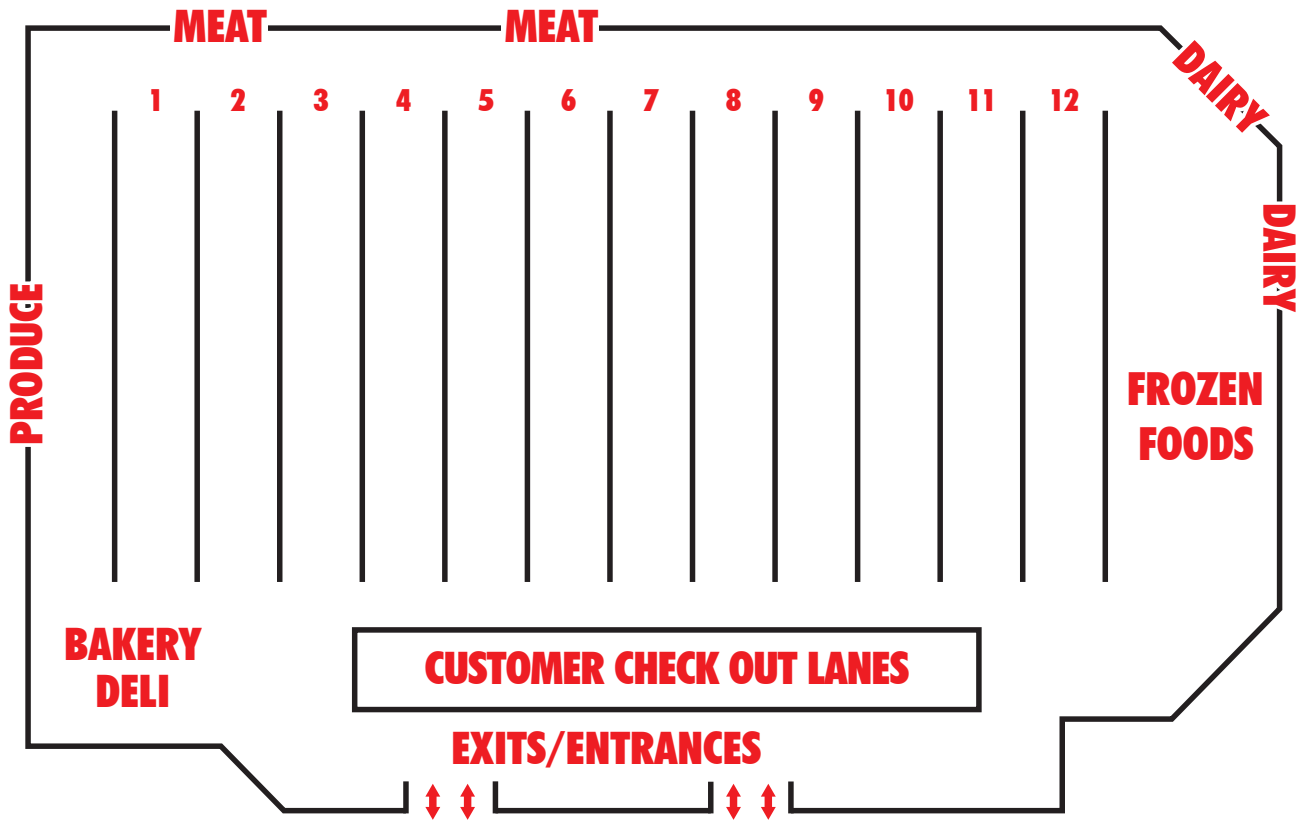 MEAT MEAT
DAIRY
1 2 3 4 5 6 7 8 9 10 11 12
DAIRY
PRODUCE
FROZEN
FOODS
BAKERY
DELI
CUSTOMER CHECK OUT LANES
EXITS/ENTRANCES